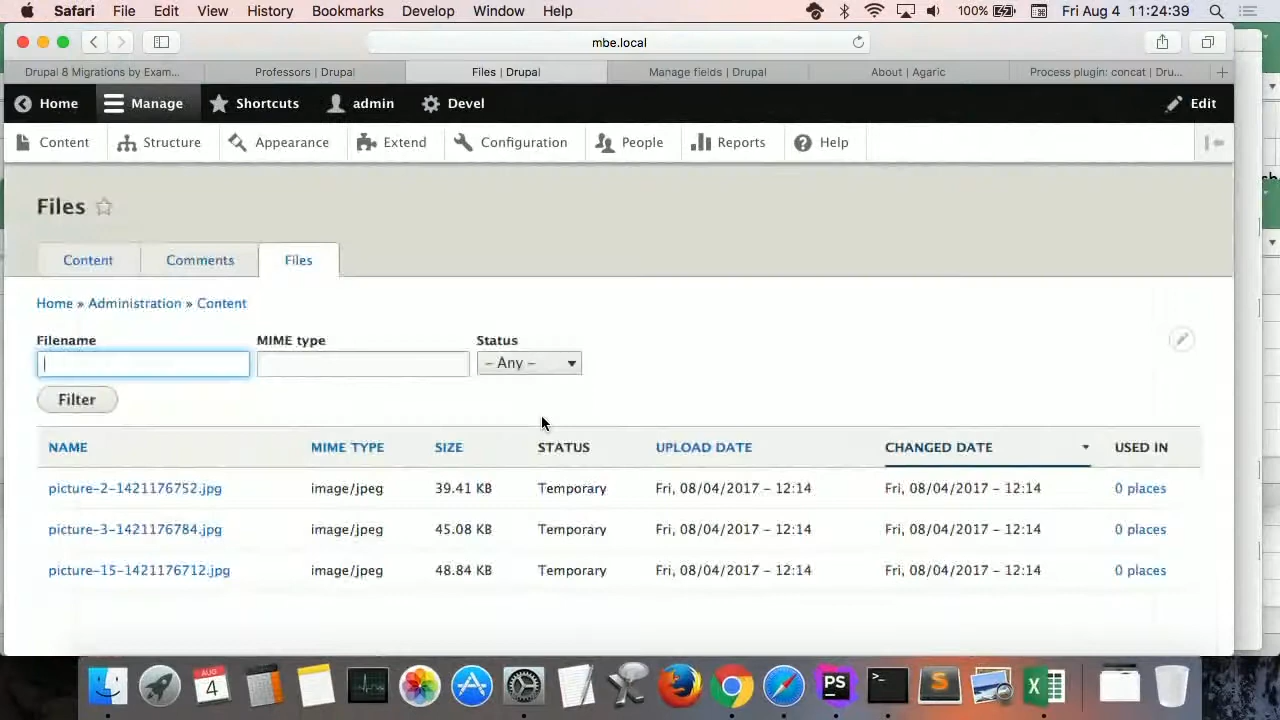 Safari File Edit View History Bookmarks Develop Window Help 100% Fri Aug 4 11:24:39
mbe.local
Drupal 8 Migrations by Exam... Professors | Drupal Files | Drupal Manage fields | Drupal About | Agaric Process plugin: concat | Dru... +
Home Manage Shortcuts admin Devel Edit
Content Structure Appearance Extend Configuration People Reports Help
Files
Content Comments Files
Home » Administration » Content
Filename MIME type Status
– Any –
Filter
NAME MIME TYPE SIZE STATUS UPLOAD DATE CHANGED DATE USED IN
picture-2-1421176752.jpg image/jpeg 39.41 KB Temporary Fri, 08/04/2017 – 12:14 Fri, 08/04/2017 – 12:14 0 places
picture-3-1421176784.jpg image/jpeg 45.08 KB Temporary Fri, 08/04/2017 – 12:14 Fri, 08/04/2017 – 12:14 0 places
picture-15-1421176712.jpg image/jpeg 48.84 KB Temporary Fri, 08/04/2017 – 12:14 Fri, 08/04/2017 – 12:14 0 places
AUG
4
PS
>_
S